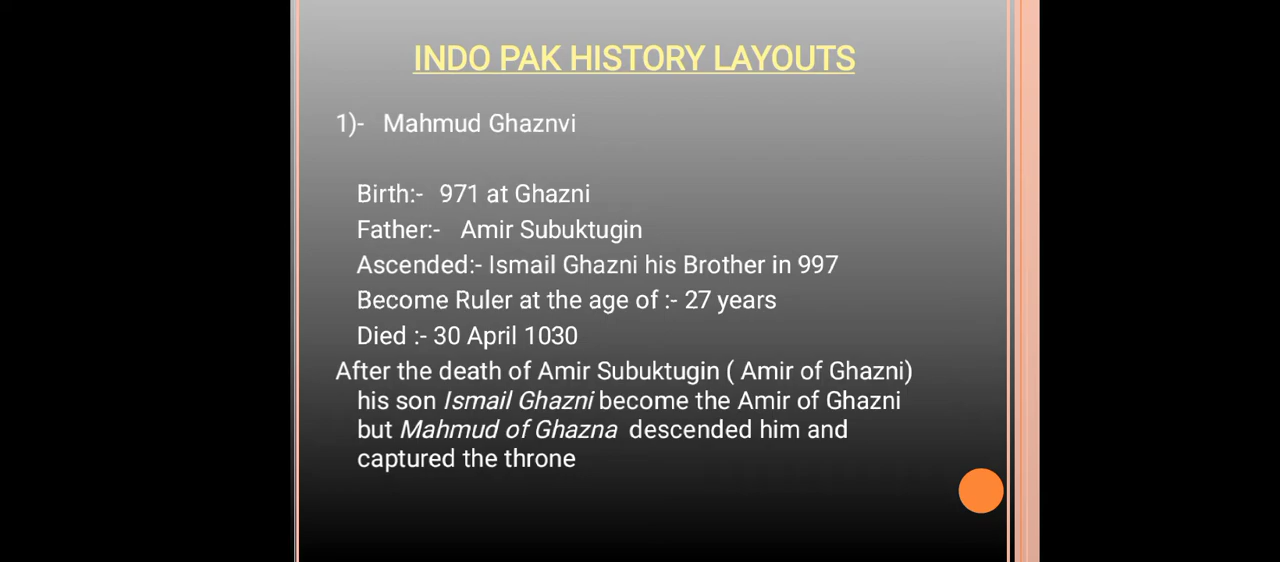 INDO PAK HISTORY LAYOUTS
1)- Mahmud Ghaznvi
Birth:- 971 at Ghazni
Father:- Amir Subuktugin
Ascended:- Ismail Ghazni his Brother in 997
Become Ruler at the age of :- 27 years
Died :- 30 April 1030
After the death of Amir Subuktugin ( Amir of Ghazni)
his son Ismail Ghazni become the Amir of Ghazni
but Mahmud of Ghazna descended him and
captured the throne